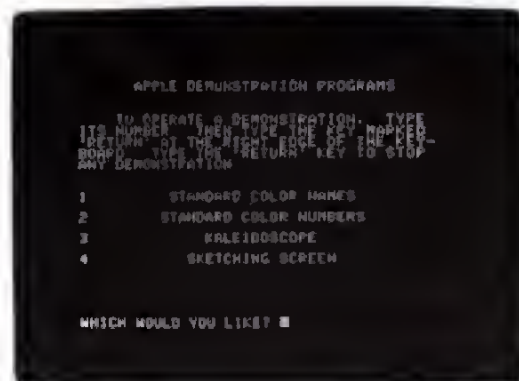 APPLE DEMONSTRATION PROGRAMS
TO OPERATE A DEMONSTRATION, TYPE
ITS NUMBER, THEN TYPE THE KEY MARKED
'RETURN' AT THE RIGHT EDGE OF THE KEY-
BOARD. TYPE THE 'RETURN' KEY TO STOP
ANY DEMONSTRATION
1 STANDARD COLOR NAMES
2 STANDARD COLOR NUMBERS
3 KALEIDOSCOPE
4 SKETCHING SCREEN
WHICH WOULD YOU LIKE?